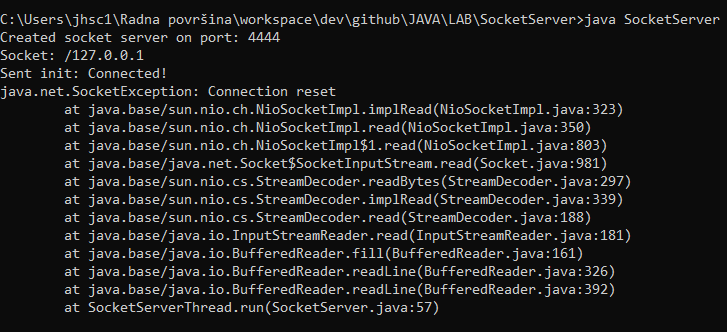 C:\Users\jhsc1\Radna površina\workspace\dev\github\JAVA\LAB\SocketServer>java SocketServer
Created socket server on port: 4444
Socket: /127.0.0.1
Sent init: Connected!
java.net.SocketException: Connection reset
        at java.base/sun.nio.ch.NioSocketImpl.implRead(NioSocketImpl.java:323)
        at java.base/sun.nio.ch.NioSocketImpl.read(NioSocketImpl.java:350)
        at java.base/sun.nio.ch.NioSocketImpl$1.read(NioSocketImpl.java:803)
        at java.base/java.net.Socket$SocketInputStream.read(Socket.java:981)
        at java.base/sun.nio.cs.StreamDecoder.readBytes(StreamDecoder.java:297)
        at java.base/sun.nio.cs.StreamDecoder.implRead(StreamDecoder.java:339)
        at java.base/sun.nio.cs.StreamDecoder.read(StreamDecoder.java:188)
        at java.base/java.io.InputStreamReader.read(InputStreamReader.java:181)
        at java.base/java.io.BufferedReader.fill(BufferedReader.java:161)
        at java.base/java.io.BufferedReader.readLine(BufferedReader.java:326)
        at java.base/java.io.BufferedReader.readLine(BufferedReader.java:392)
        at SocketServerThread.run(SocketServer.java:57)